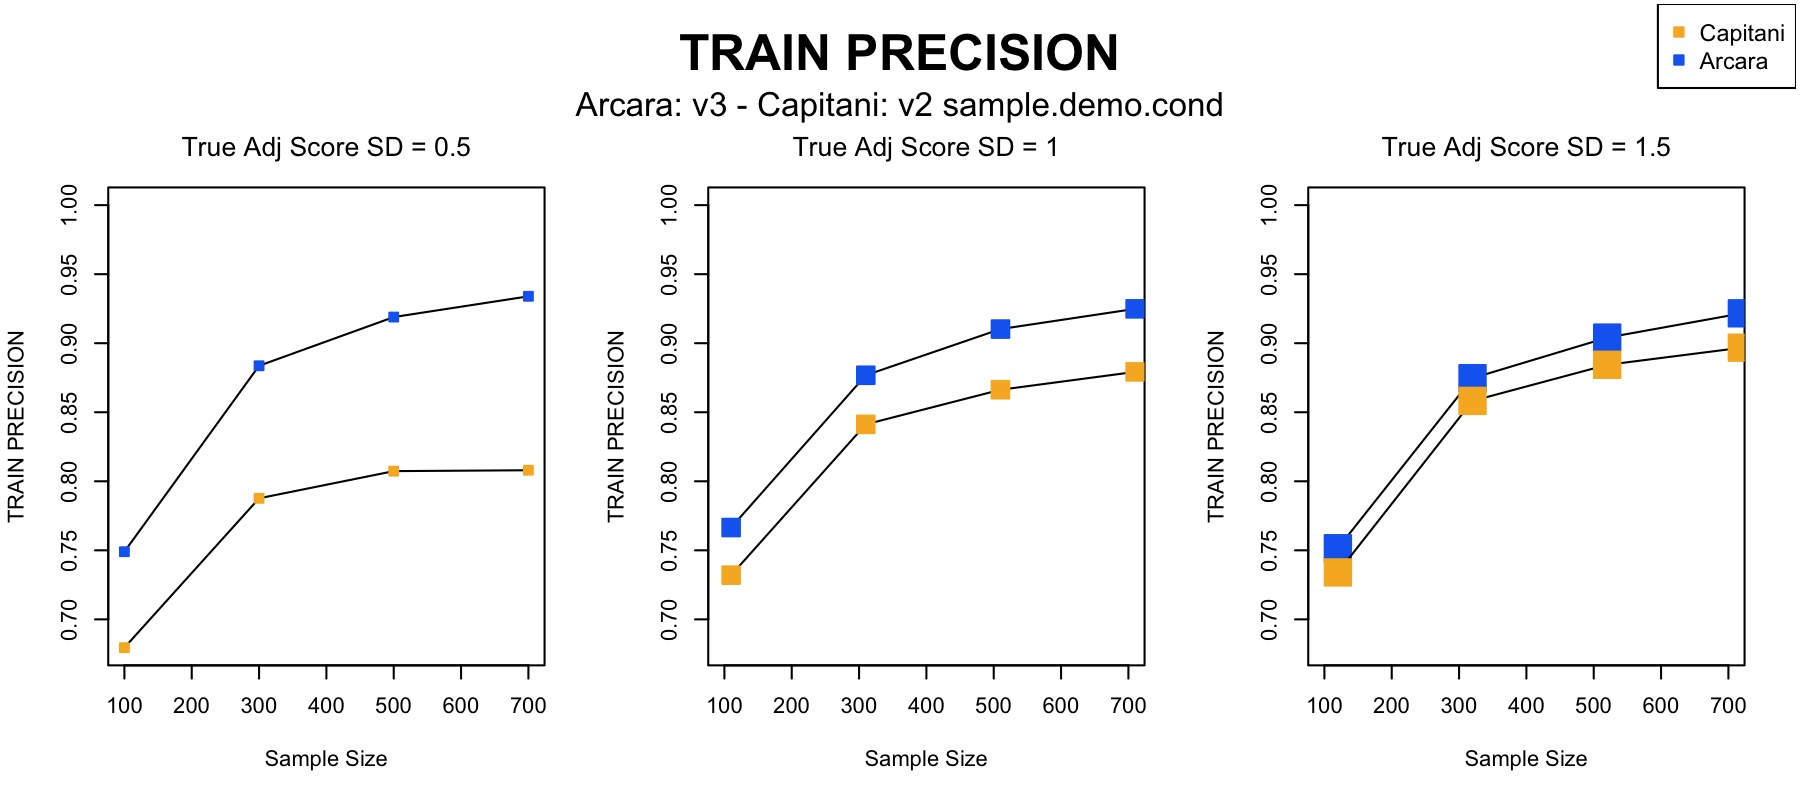 TRAIN PRECISION
Arcara: v3 - Capitani: v2 sample.demo.cond
Capitani
Arcara
True Adj Score SD = 0.5
TRAIN PRECISION
1.00
0.95
0.90
0.85
0.80
0.75
0.70
100 200 300 400 500 600 700
Sample Size
True Adj Score SD = 1
TRAIN PRECISION
1.00
0.95
0.90
0.85
0.80
0.75
0.70
100 200 300 400 500 600 700
Sample Size
True Adj Score SD = 1.5
TRAIN PRECISION
1.00
0.95
0.90
0.85
0.80
0.75
0.70
100 200 300 400 500 600 700
Sample Size